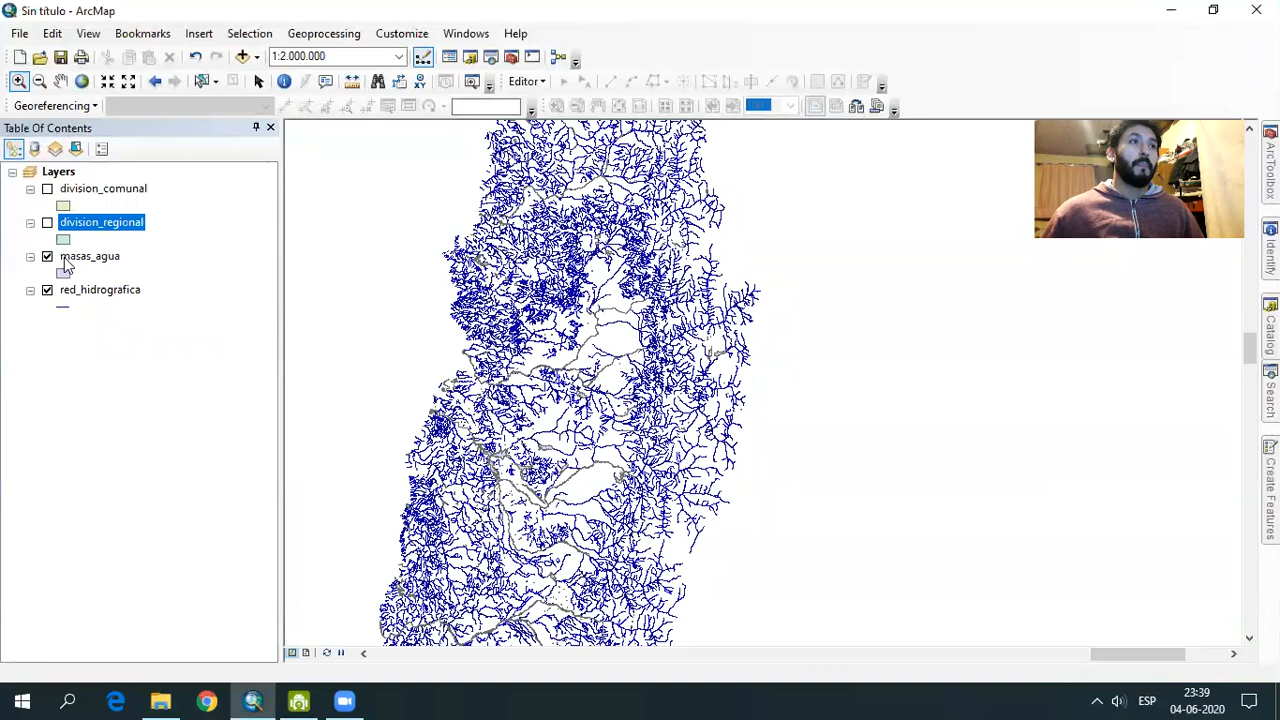 Sin título - ArcMap
File Edit View Bookmarks Insert Selection Geoprocessing Customize Windows Help
1:2.000.000
Editor
Georeferencing
Table Of Contents
Layers
division_comunal
division_regional
masas_agua
red_hidrografica
ArcToolbox
Identify
Catalog
Search
Create Features
ESP
23:39
04-06-2020